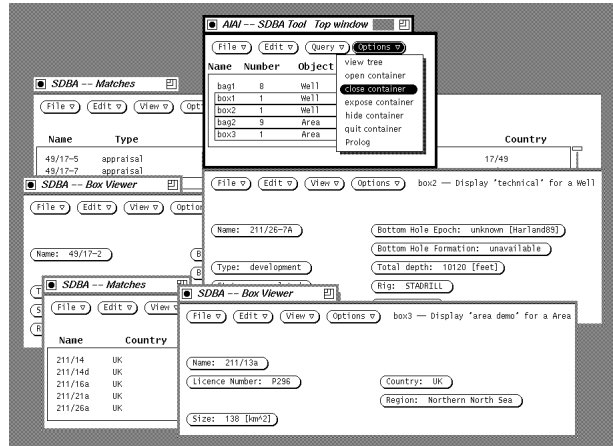 AIAI -- SDBA Tool Top window
File Edit Query Options
Name Number Object
bag1 8 Well
box1 1 Well
box2 1 Well
bag2 9 Area
box3 1 Area
view tree
open container
close container
expose container
hide container
quit container
Prolog
SDBA -- Matches
File Edit View Opt
Name Type Country
49/17-5 appraisal 17/49
49/17-7 appraisal
SDBA -- Box Viewer
File Edit View Option
Name: 49/17-2
File Edit View Options box2 — Display 'technical' for a Well
Name: 211/26-7A
Bottom Hole Epoch: unknown [Harland89]
Bottom Hole Formation: unavailable
Type: development
Total depth: 10120 [feet]
Rig: STADRILL
SDBA -- Matches
File Edit View
Name Country
211/14 UK
211/14d UK
211/16a UK
211/21a UK
211/26a UK
SDBA -- Box Viewer
File Edit View Options box3 — Display 'area demo' for a Area
Name: 211/13a
Licence Number: P296
Country: UK
Region: Northern North Sea
Size: 138 [km^2]